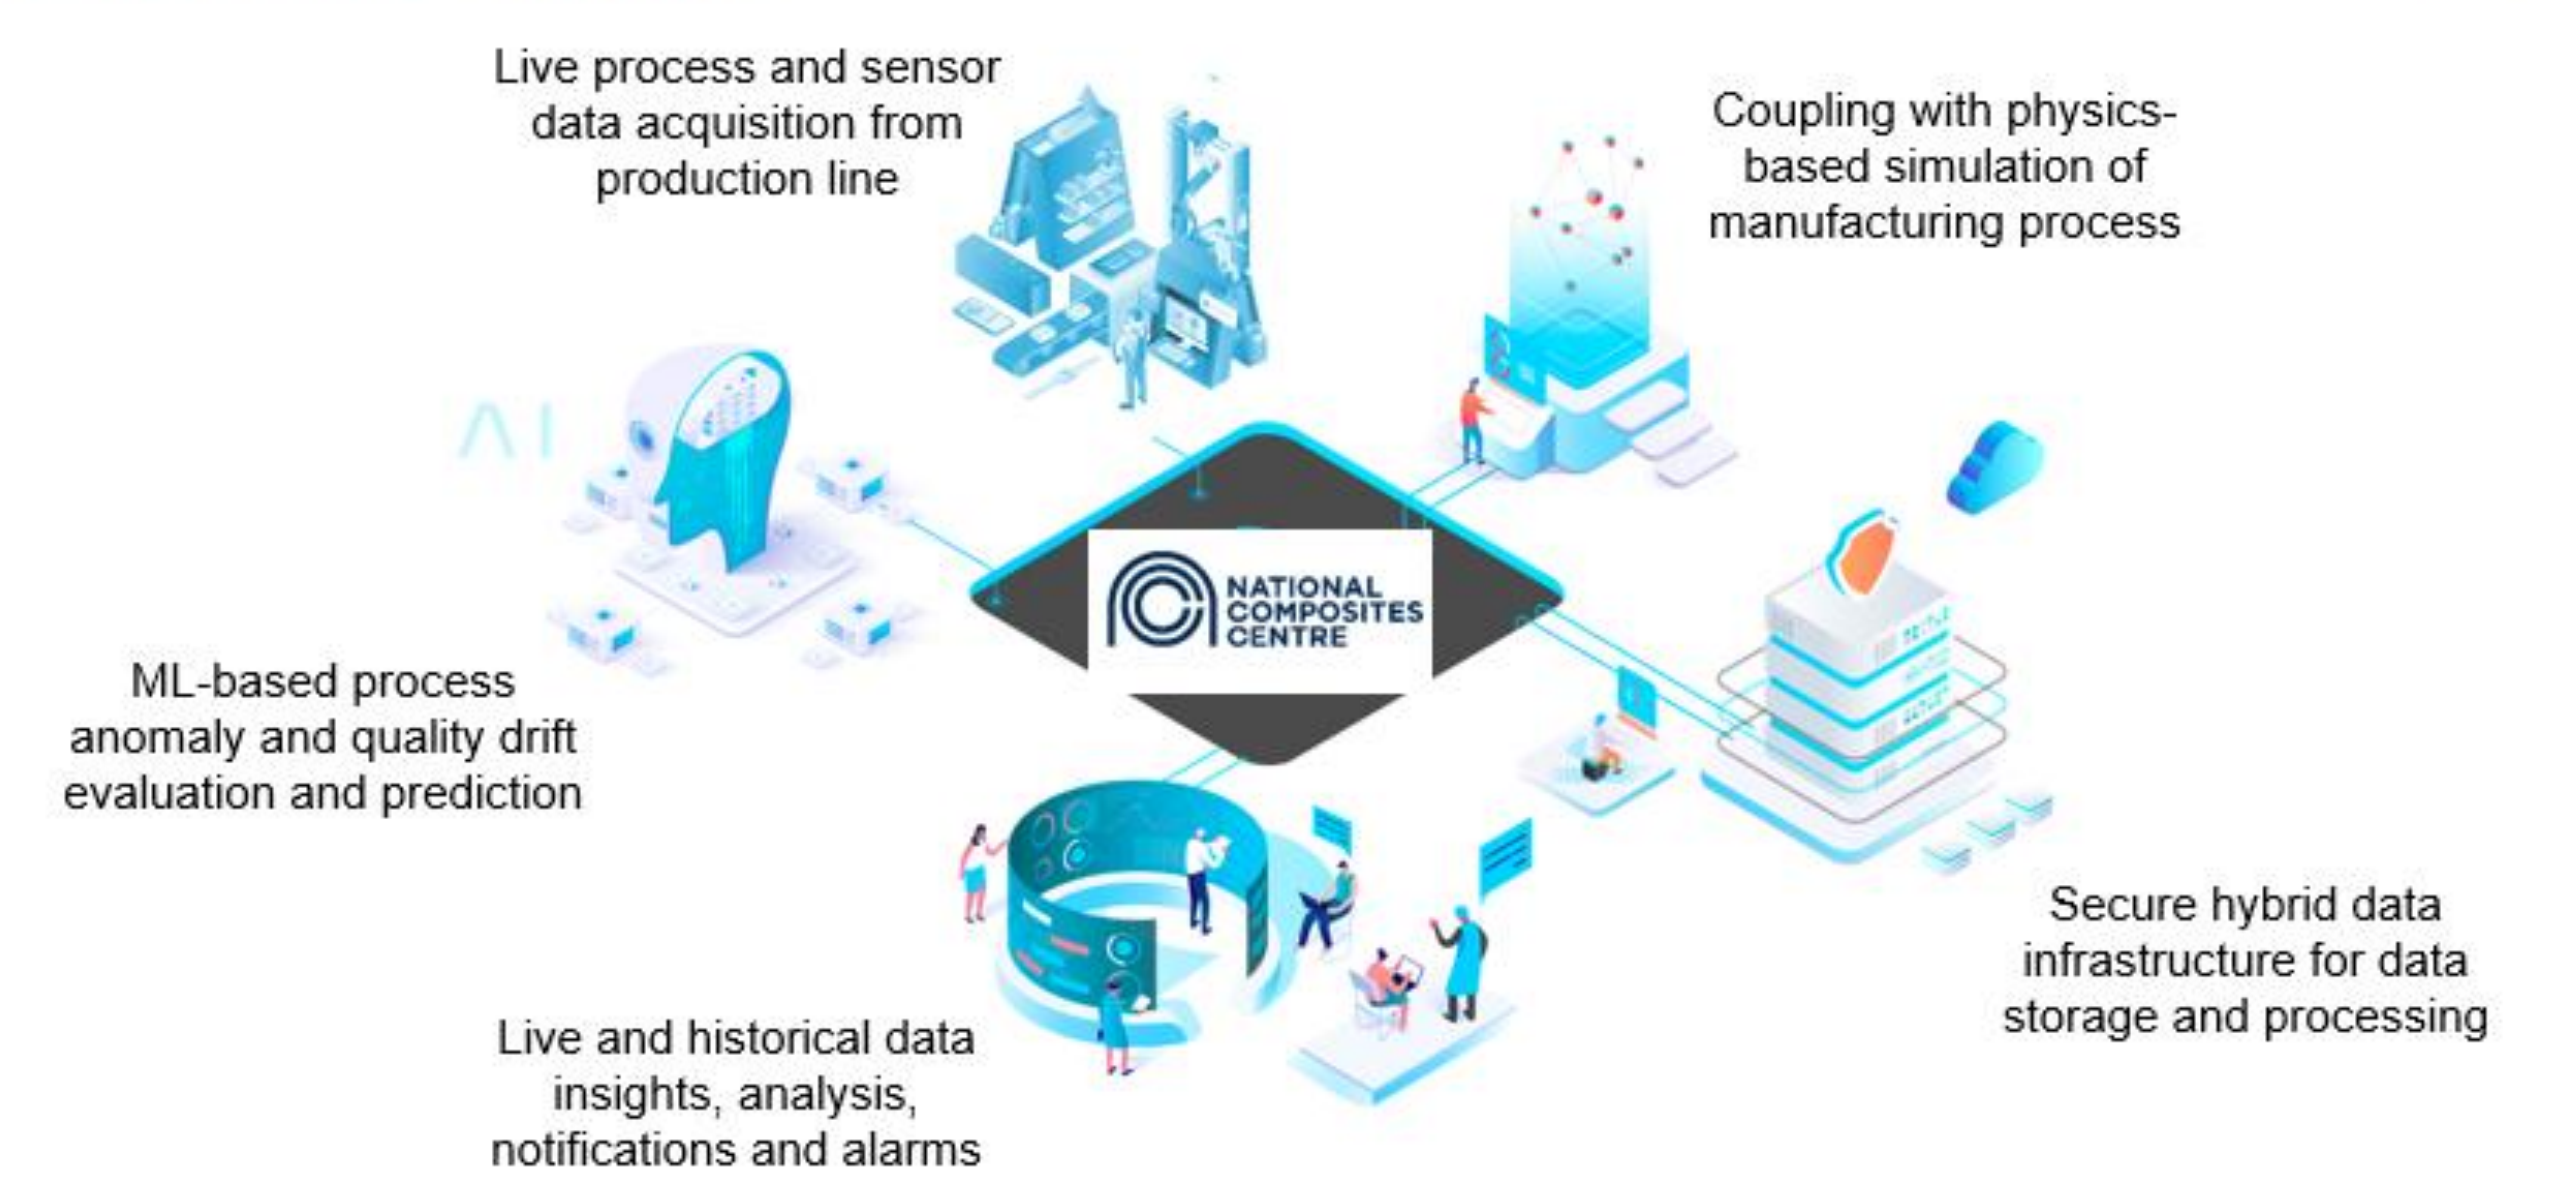 Live process and sensor
data acquisition from
production line
Coupling with physics-
based simulation of
manufacturing process
AI
NATIONAL
COMPOSITES
CENTRE
ML-based process
anomaly and quality drift
evaluation and prediction
Secure hybrid data
infrastructure for data
storage and processing
Live and historical data
insights, analysis,
notifications and alarms